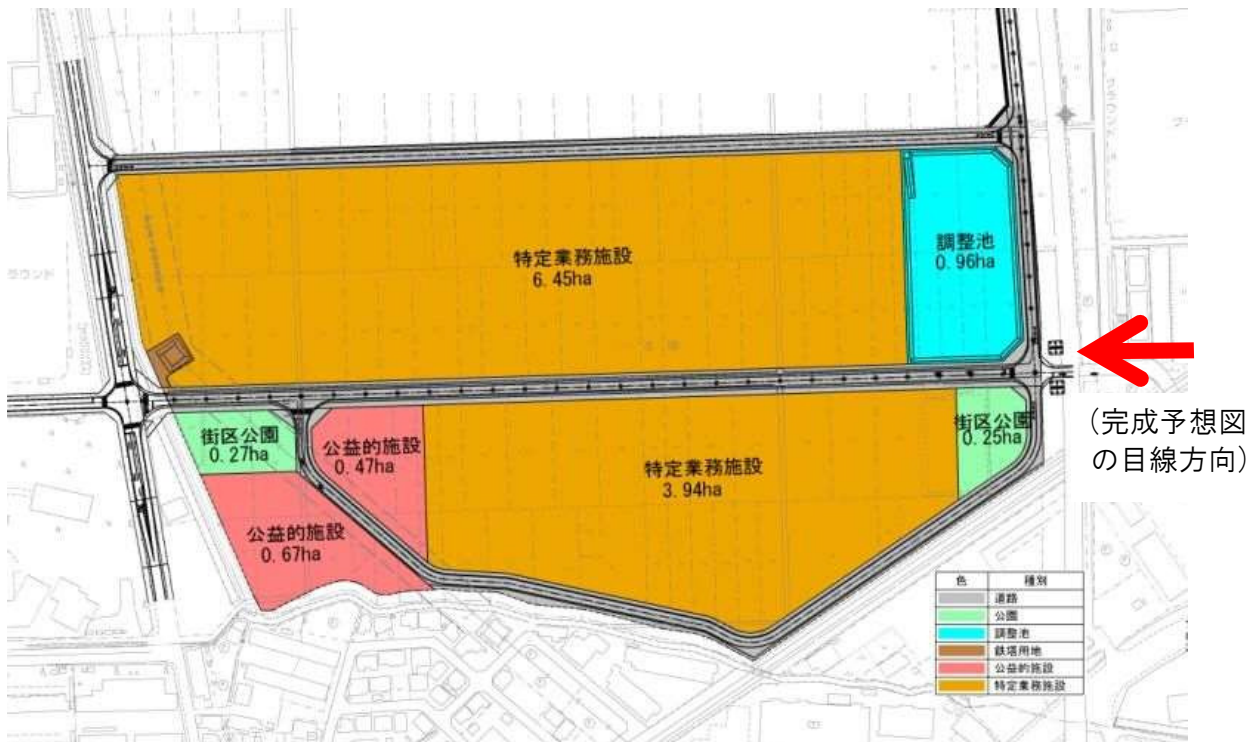 特定業務施設
6.45ha
調整池
0.96ha
(完成予想図
の目線方向)
街区公園
0.27ha
公益的施設
0.47ha
特定業務施設
3.94ha
街区公園
0.25ha
公益的施設
0.67ha
色 種別
道路
公園
調整池
鉄塔用地
公益的施設
特定業務施設